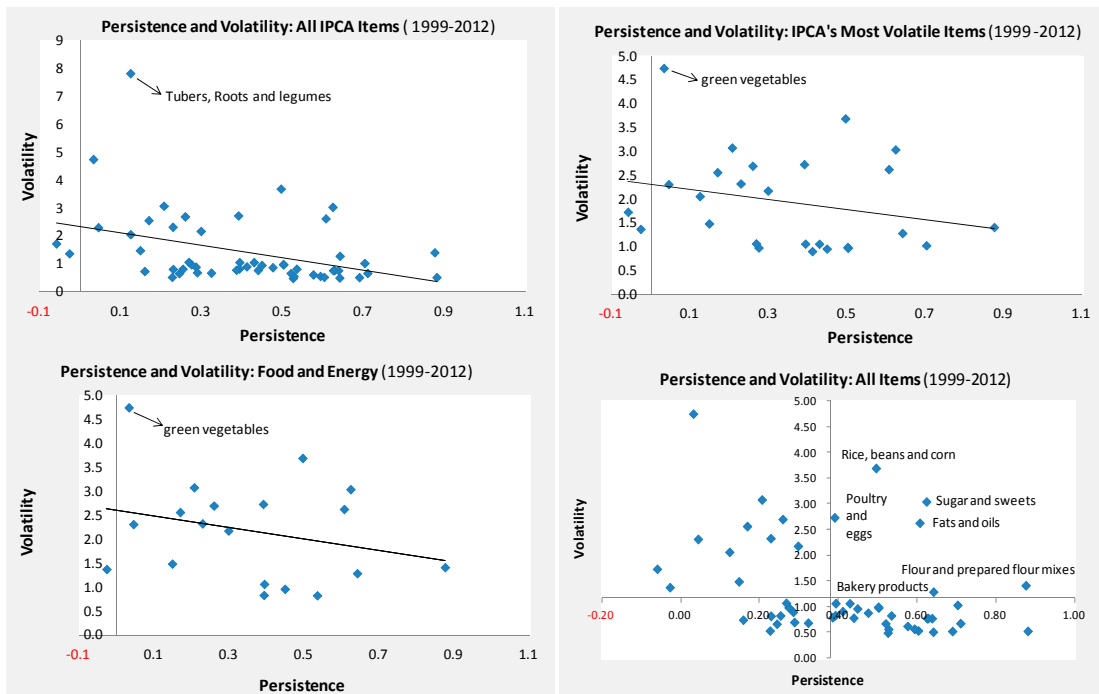 Persistence and Volatility: All IPCA Items ( 1999-2012)
9
8
7
6
5
4
3
2
1
0
Tubers, Roots and legumes
Volatility
-0.1 0.1 0.3 0.5 0.7 0.9 1.1
Persistence
Persistence and Volatility: IPCA's Most Volatile Items (1999-2012)
5.0
4.5
4.0
3.5
3.0
2.5
2.0
1.5
1.0
0.5
0.0
green vegetables
Volatility
-0.1 0.1 0.3 0.5 0.7 0.9 1.1
Persistence
Persistence and Volatility: Food and Energy (1999-2012)
5.0
4.5
4.0
3.5
3.0
2.5
2.0
1.5
1.0
0.5
0.0
green vegetables
Volatility
-0.1 0.1 0.3 0.5 0.7 0.9 1.1
Persistence
Persistence and Volatility: All Items (1999-2012)
5.00
4.50
4.00
3.50
3.00
2.50
2.00
1.50
1.00
0.50
0.00
Rice, beans and corn
Poultry
and
eggs
Sugar and sweets
Fats and oils
Flour and prepared flour mixes
Bakery products
Volatility
-0.20 0.00 0.20 0.40 0.60 0.80 1.00
Persistence